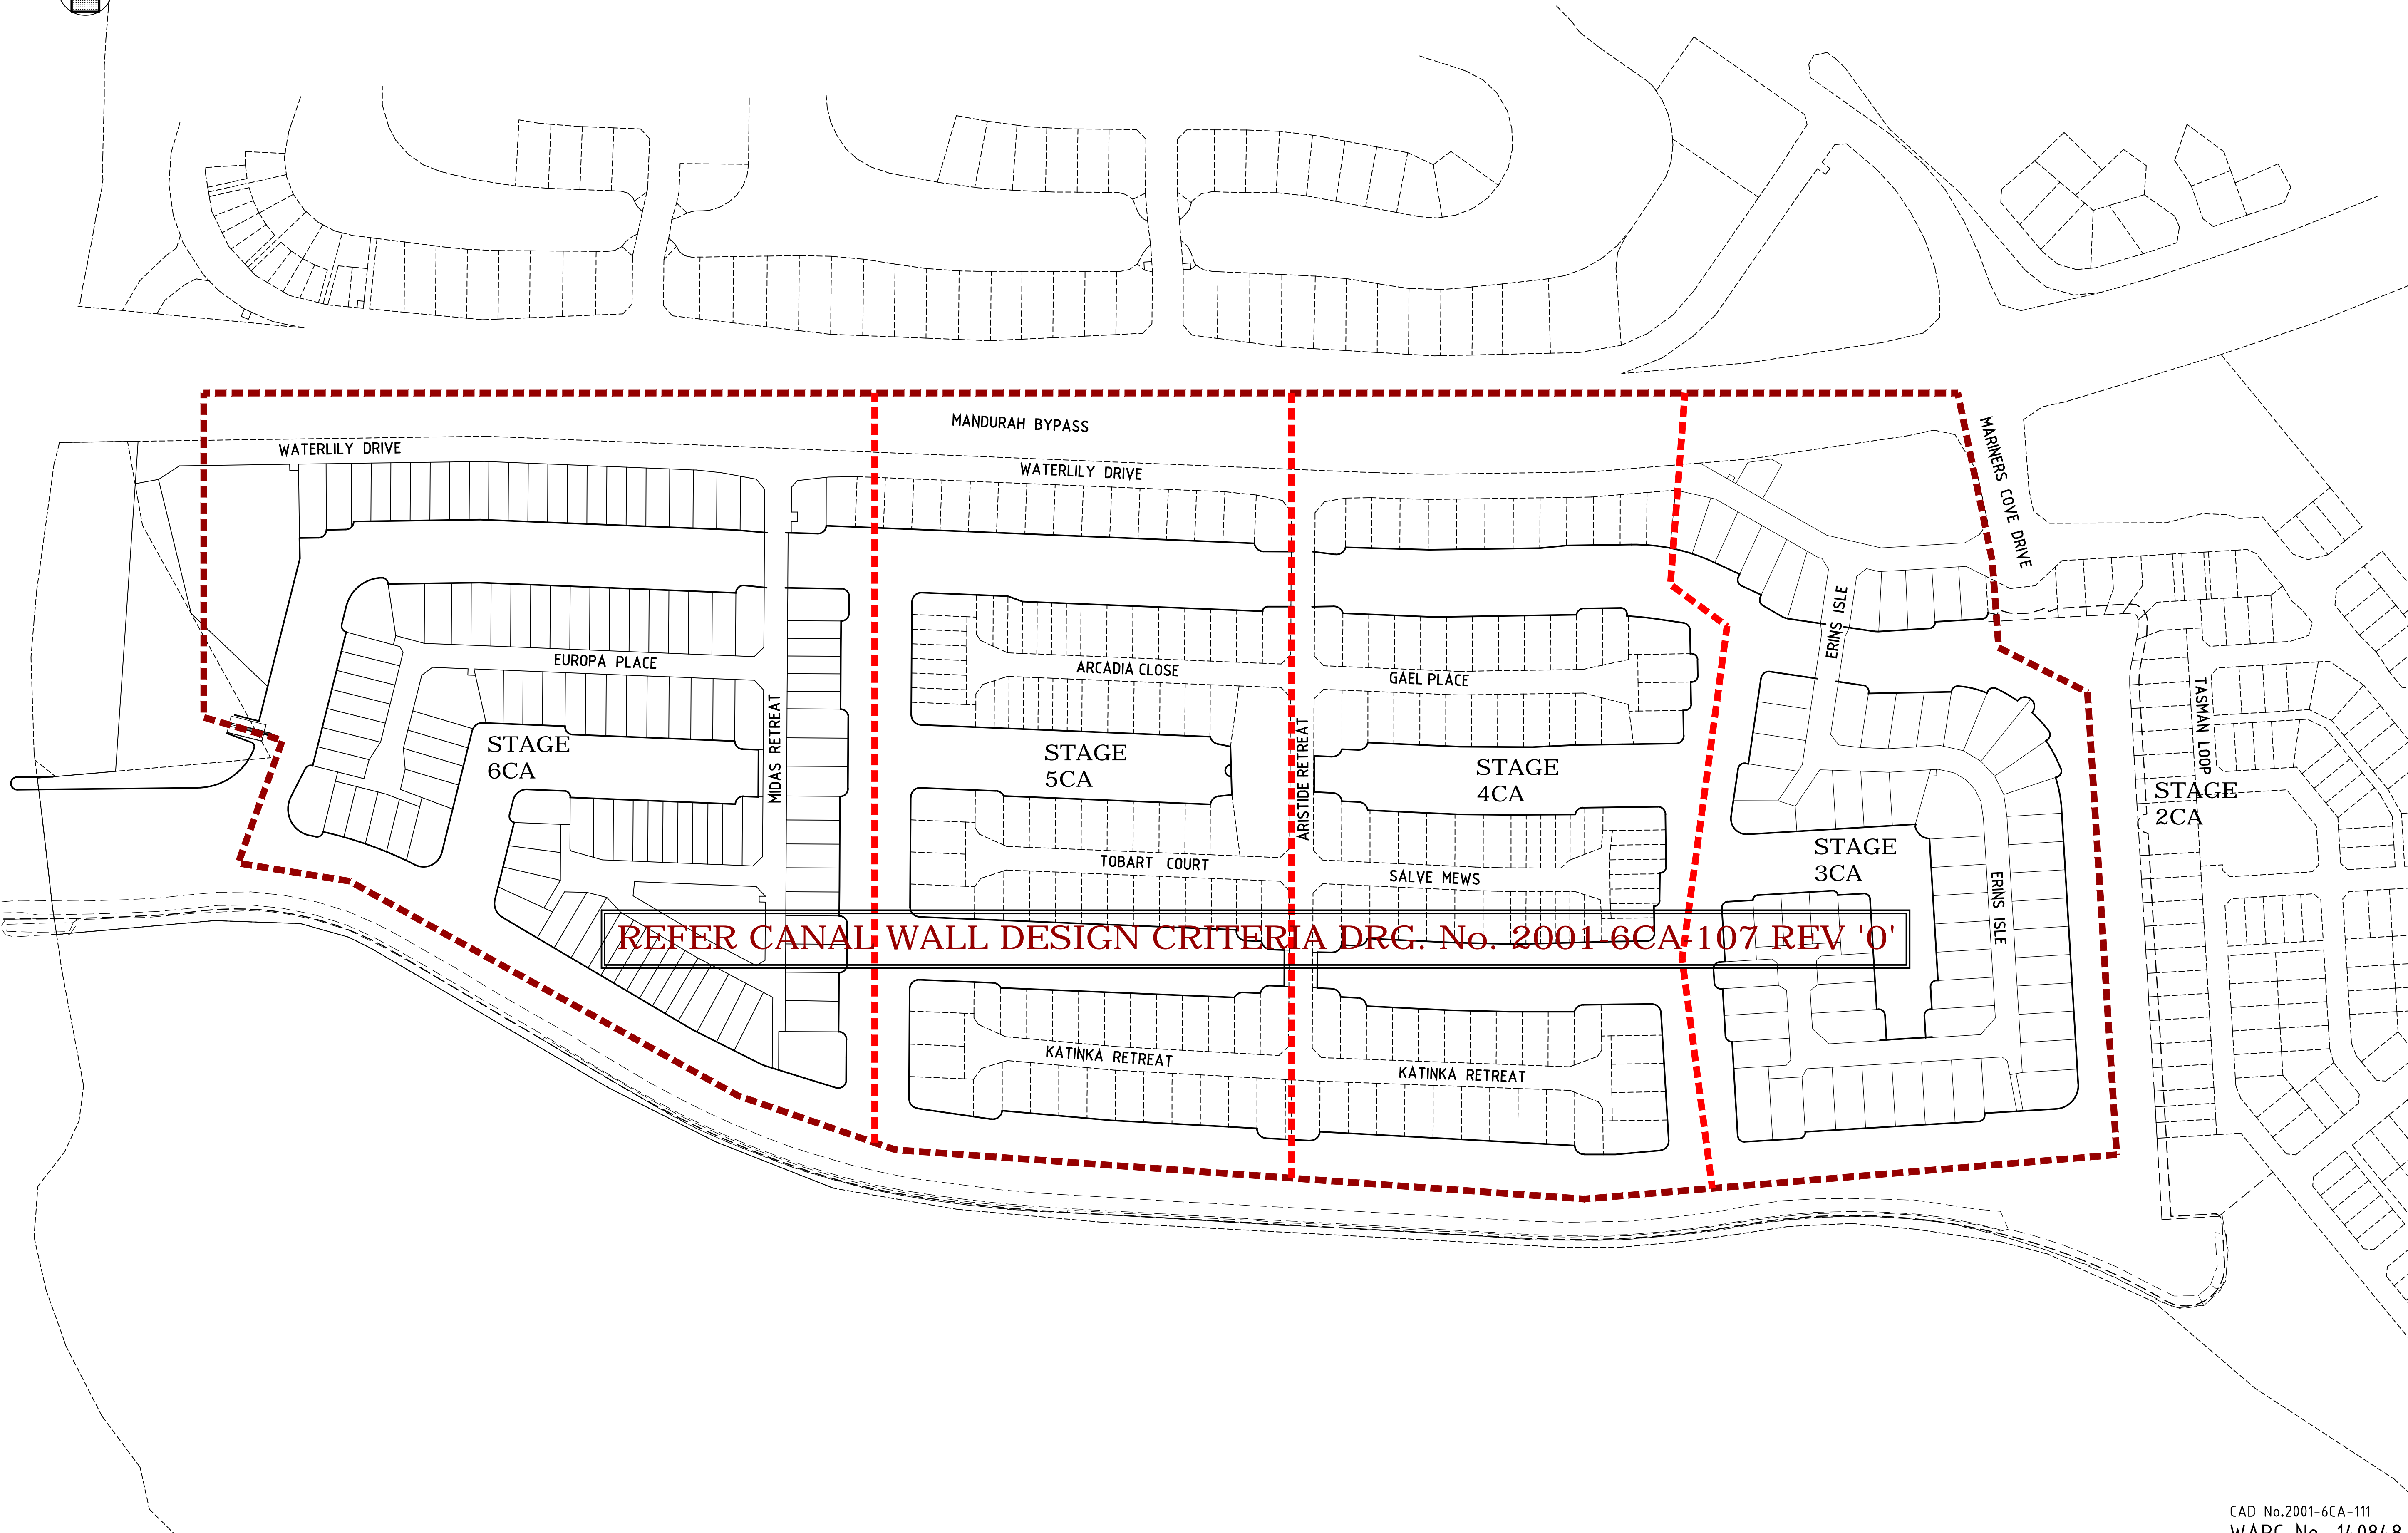 MANDURAH BYPASS
WATERLILY DRIVE
WATERLILY DRIVE
MARINERS COVE DRIVE
ERINS ISLE
EUROPA PLACE
ARCADIA CLOSE
GAEL PLACE
MIDAS RETREAT
ARISTIDE RETREAT
TASMAN LOOP
STAGE
6CA
STAGE
5CA
STAGE
4CA
STAGE
2CA
STAGE
3CA
TOBART COURT
SALVE MEWS
ERINS ISLE
REFER CANAL WALL DESIGN CRITERIA DRG. No. 2001-6CA-107 REV '0'
KATINKA RETREAT
KATINKA RETREAT
CAD No.2001-6CA-111
WAPC No. 140848